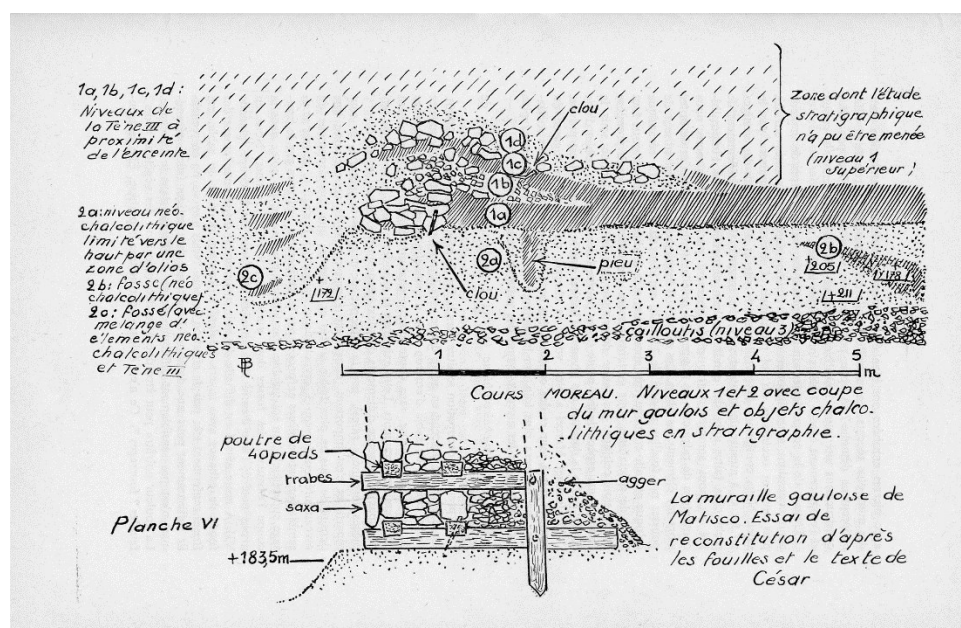 1a, 1b, 1c, 1d :
Niveaux de
la Tène III à
proximité
de l'enceinte
2a: niveau néo-
chalcolithique
limité vers le
haut par une
zone d'alios
2b: Fosse (néo
chalcolithique)
2c: Fossé (avec
mélange d'
éléments néo
chalcolithiques
et Tène III
zone dont l'étude
stratigraphique
n'a pu être menée
(niveau 1
supérieur)
clou
1d
1c
1b
1a
2a
2b
2c
pieu
clou
+
172
+
205
+ 178
+ 211
cailloutis (niveau 3)
1 2 3 4 5
m
COURS MOREAU. Niveaux 1 et 2 avec coupe
du mur gaulois et objets chalco-
lithiques en stratigraphie.
poutre de
40 pieds
trabes
saxa
agger
Planche VI
+183,5m
La muraille gauloise de
Matisco. Essai de
reconstitution d'après
les fouilles et le texte de
César